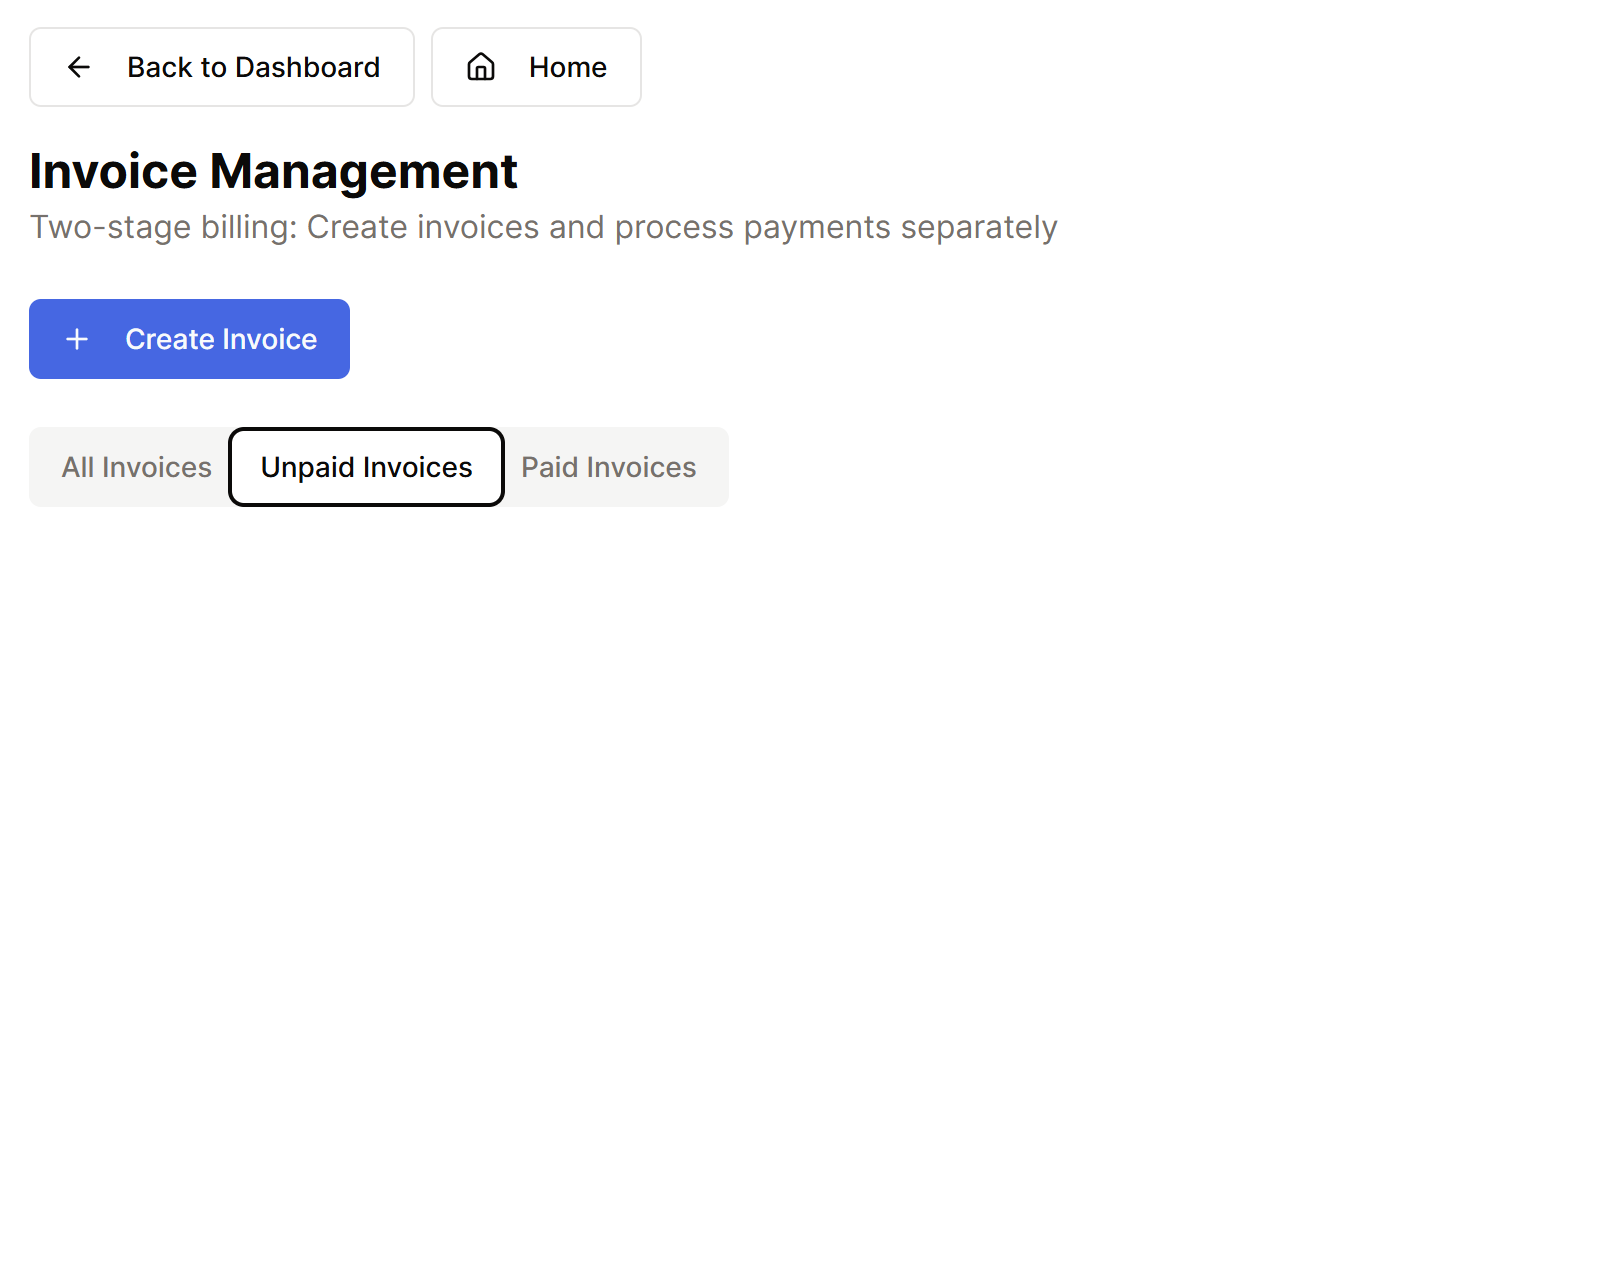 Back to Dashboard
Home
Invoice Management
Two-stage billing: Create invoices and process payments separately
Create Invoice
All Invoices
Unpaid Invoices
Paid Invoices